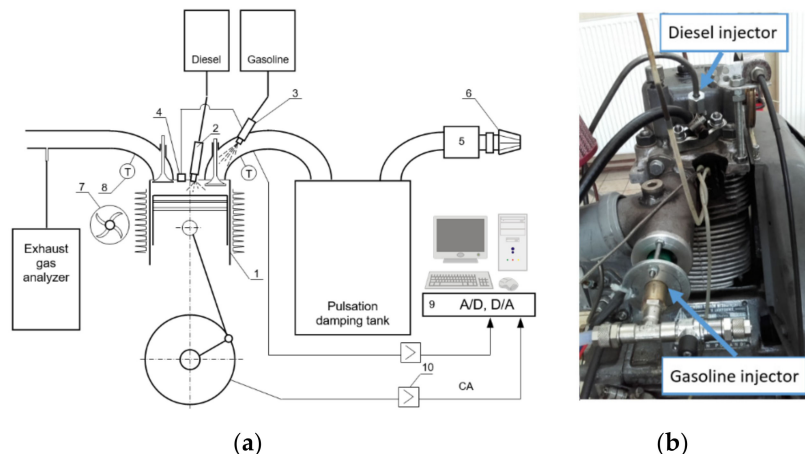 Diesel
Gasoline
3
4
2
6
5
T
T
7
8
1
Exhaust
gas
analyzer
Pulsation
damping tank
9 A/D, D/A
10
CA
(a)
Diesel injector
Gasoline injector
(b)